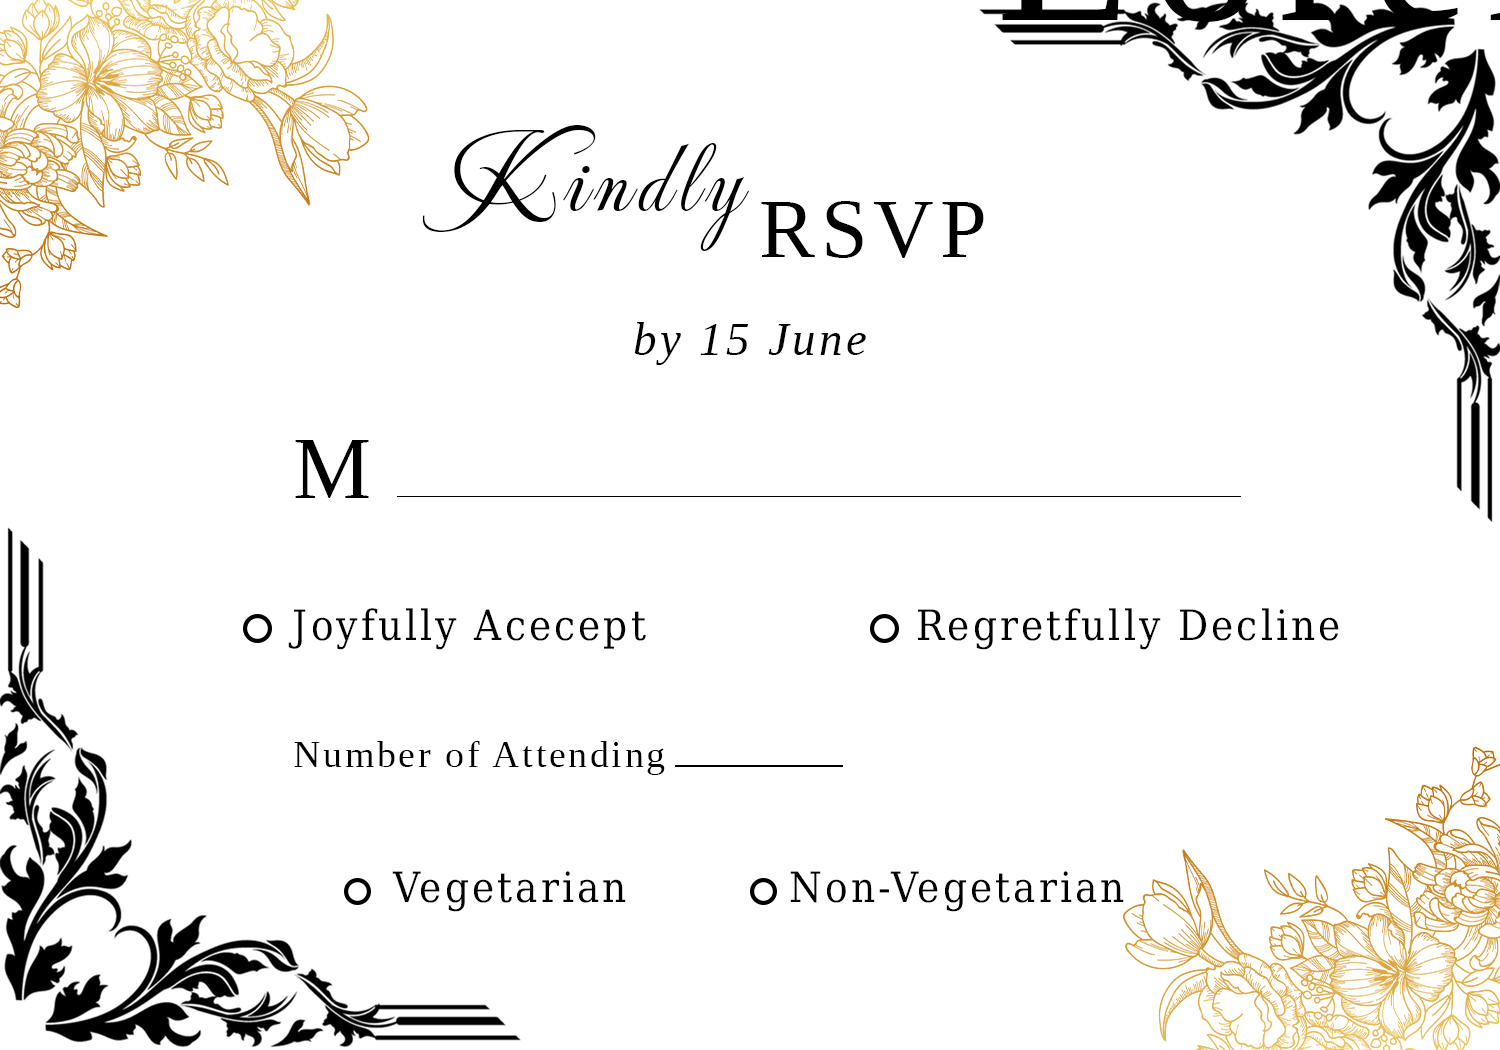 Kindly RSVP
by 15 June
M
Joyfully Acecept Regretfully Decline
Number of Attending
Vegetarian Non-Vegetarian